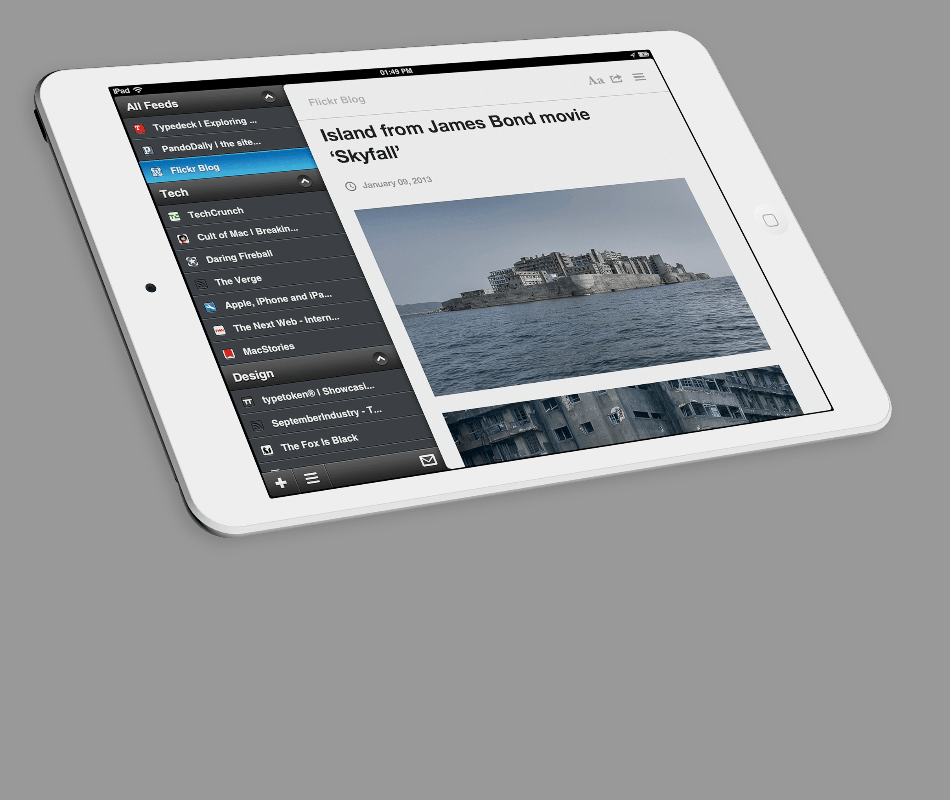 iPad
01:49 PM
All Feeds
Typedeck | Exploring ...
PandoDaily | the site...
Flickr Blog
Tech
TechCrunch
Cult of Mac | Breakin...
Daring Fireball
The Verge
Apple, iPhone and iPa...
The Next Web - Intern...
MacStories
Design
typetoken® | Showcasi...
SeptemberIndustry - T...
The Fox Is Black
Flickr Blog
Aa
Island from James Bond movie
‘Skyfall’
January 09, 2013